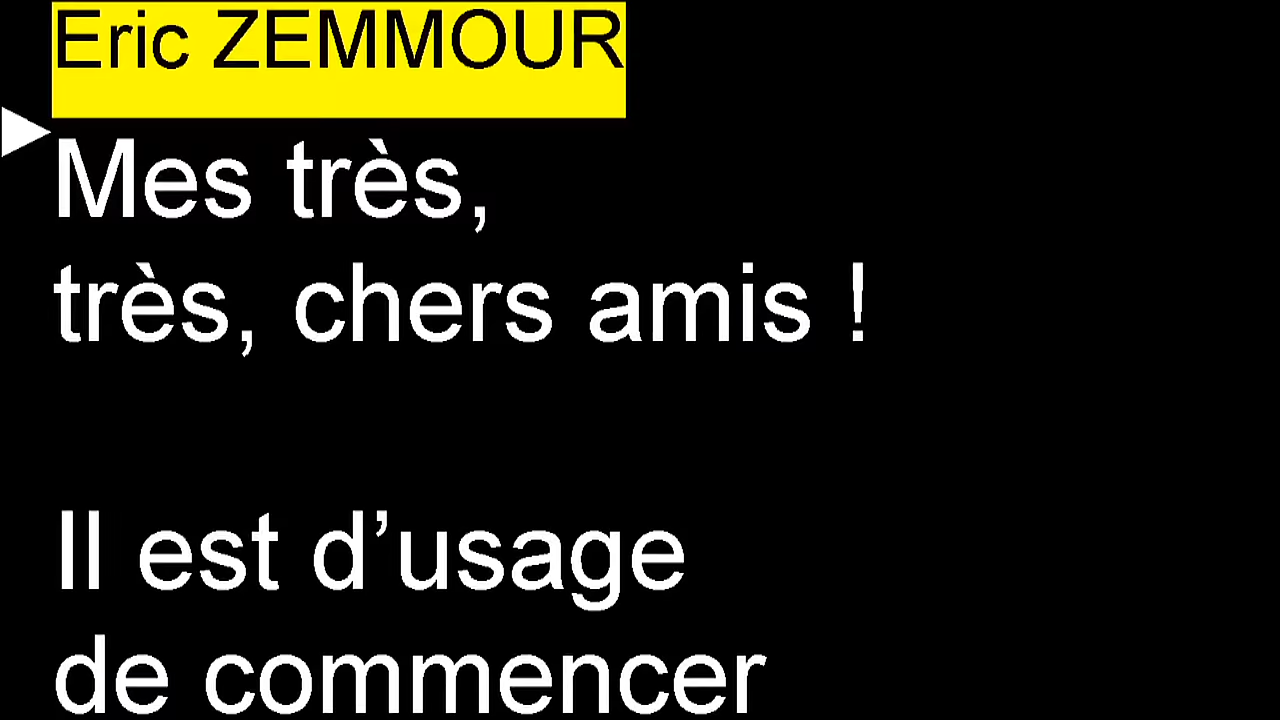 Eric ZEMMOUR
Mes très,
très, chers amis !
Il est d’usage
de commencer